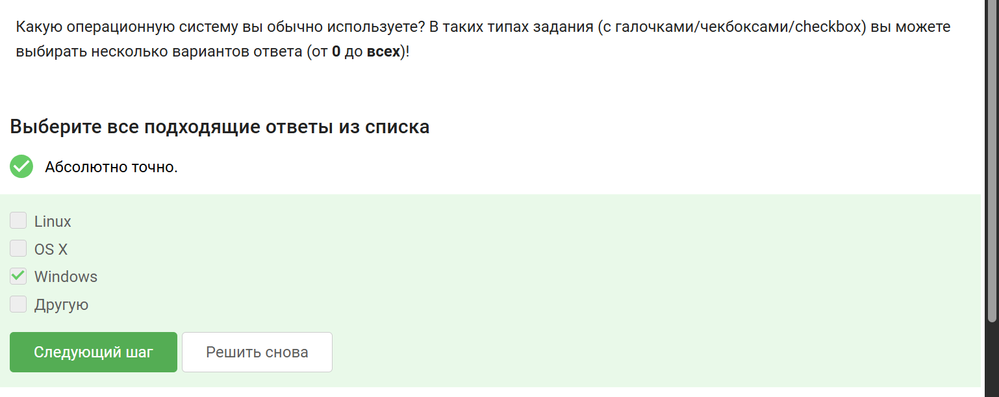 Какую операционную систему вы обычно используете? В таких типах задания (с галочками/чекбоксами/checkbox) вы можете
выбирать несколько вариантов ответа (от 0 до всех)!
Выберите все подходящие ответы из списка
Абсолютно точно.
Linux
OS X
Windows
Другую
Следующий шаг
Решить снова